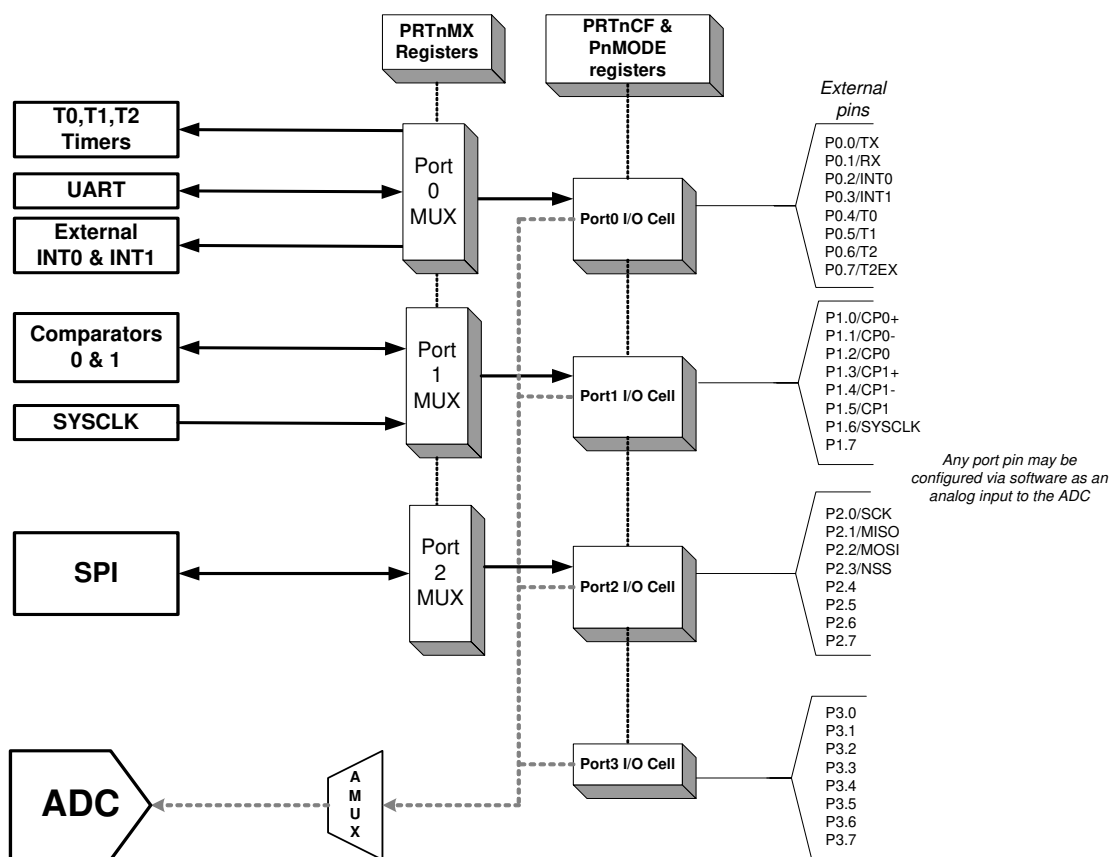 PRTnMX
Registers
PRTnCF &
PnMODE
registers
External
pins
T0,T1,T2
Timers
UART
External
INT0 & INT1
Port
0
MUX
Port0 I/O Cell
P0.0/TX
P0.1/RX
P0.2/INT0
P0.3/INT1
P0.4/T0
P0.5/T1
P0.6/T2
P0.7/T2EX
Comparators
0 & 1
SYSCLK
Port
1
MUX
Port1 I/O Cell
P1.0/CP0+
P1.1/CP0-
P1.2/CP0
P1.3/CP1+
P1.4/CP1-
P1.5/CP1
P1.6/SYSCLK
P1.7
Any port pin may be
configured via software as an
analog input to the ADC
SPI
Port
2
MUX
Port2 I/O Cell
P2.0/SCK
P2.1/MISO
P2.2/MOSI
P2.3/NSS
P2.4
P2.5
P2.6
P2.7
ADC
A
M
U
X
Port3 I/O Cell
P3.0
P3.1
P3.2
P3.3
P3.4
P3.5
P3.6
P3.7